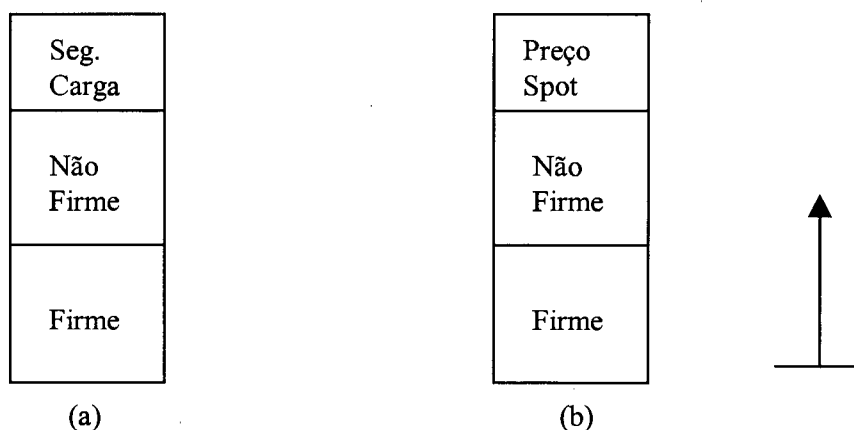 Seg.
Carga
Não
Firme
Firme
(a)
Preço
Spot
Não
Firme
Firme
(b)